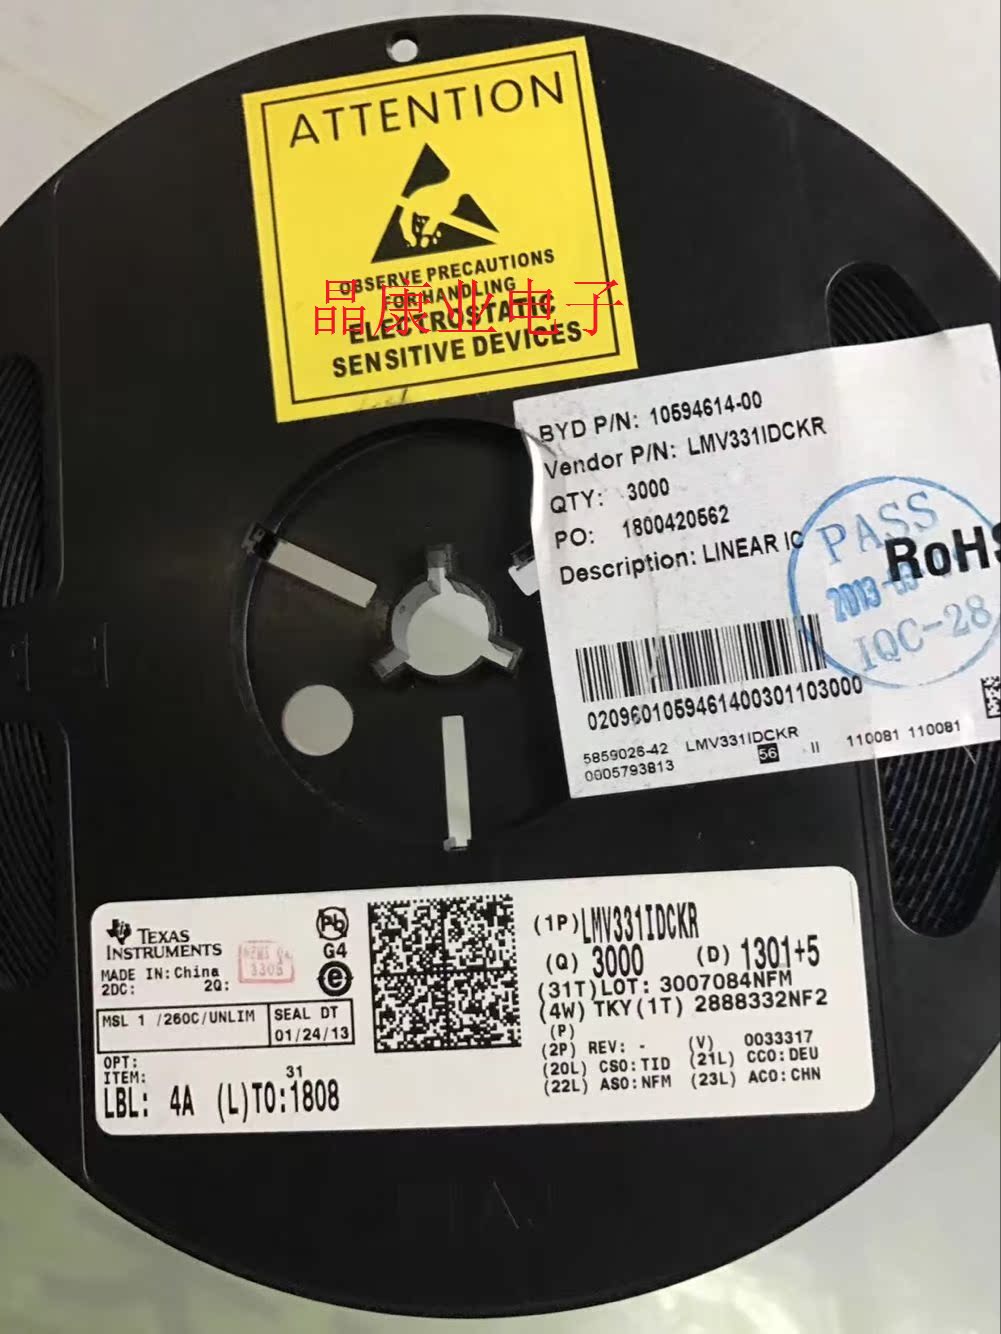 ATTENTION
OBSERVE PRECAUTIONS
FOR HANDLING
ELECTROSTATIC
SENSITIVE DEVICES
晶康业电子
BYD P/N: 10594614-00
Vendor P/N: LMV331IDCKR
QTY: 3000
PO: 1800420562
Description: LINEAR IC
PASS
RoHS
2013
IQC-28
0209601059461400301103000
5859026-42 LMV331IDCKR
0005793813 56 II 110081 110081
TEXAS
INSTRUMENTS
MADE IN: China
2DC: 2Q:
Pb
G4
e
3305
MSL 1 /260C/UNLIM
SEAL DT
01/24/13
OPT:
ITEM:
31
LBL: 4A (L)TO:1808
(1P) LMV331IDCKR
(Q) 3000 (D) 1301+5
(31T)LOT: 3007084NFM
(4W) TKY(1T) 2888332NF2
(P)
(2P) REV: - (V) 0033317
(20L) CSO:TID (21L) CCO:DEU
(22L) ASO:NFM (23L) ACO:CHN